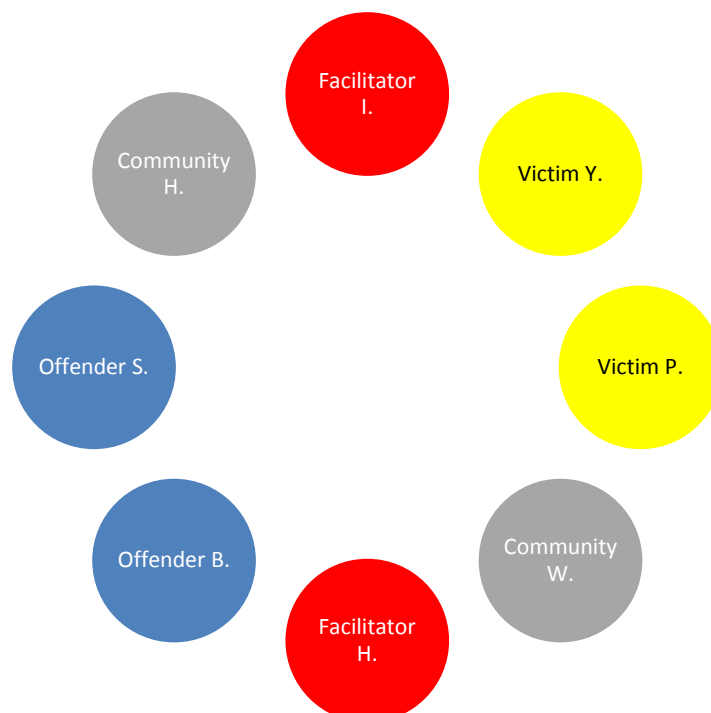 Facilitator
I.
Community
H.
Victim Y.
Offender S.
Victim P.
Offender B.
Community
W.
Facilitator
H.